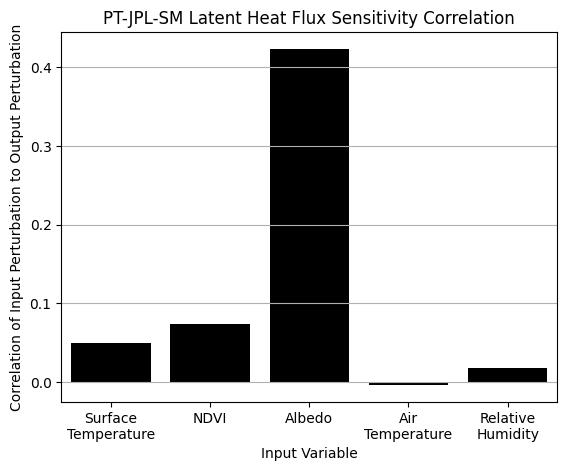 PT-JPL-SM Latent Heat Flux Sensitivity Correlation
Correlation of Input Perturbation to Output Perturbation
0.4
0.3
0.2
0.1
0.0
Surface
Temperature
NDVI
Albedo
Air
Temperature
Relative
Humidity
Input Variable